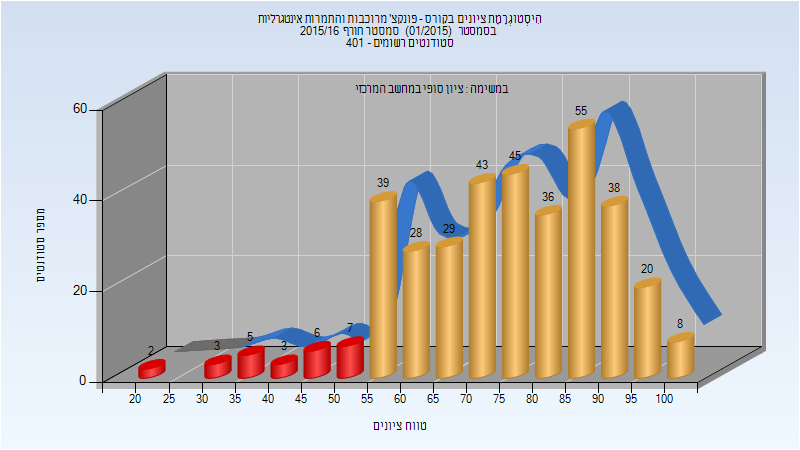 היסטוגרמת ציונים בקורס - פונקצ' מרוכבות והתמרות אינטגרליות
בסמסטר (01/2015) סמסטר חורף 2015/16
סטודנטים רשומים - 401
במשימה : ציון סופי במחשב המרכזי
מספר סטודנטים
60
40
20
0
2
3
5
3
6
7
39
28
29
43
45
36
55
38
20
8
20 25 30 35 40 45 50 55 60 65 70 75 80 85 90 95 100
טווח ציונים